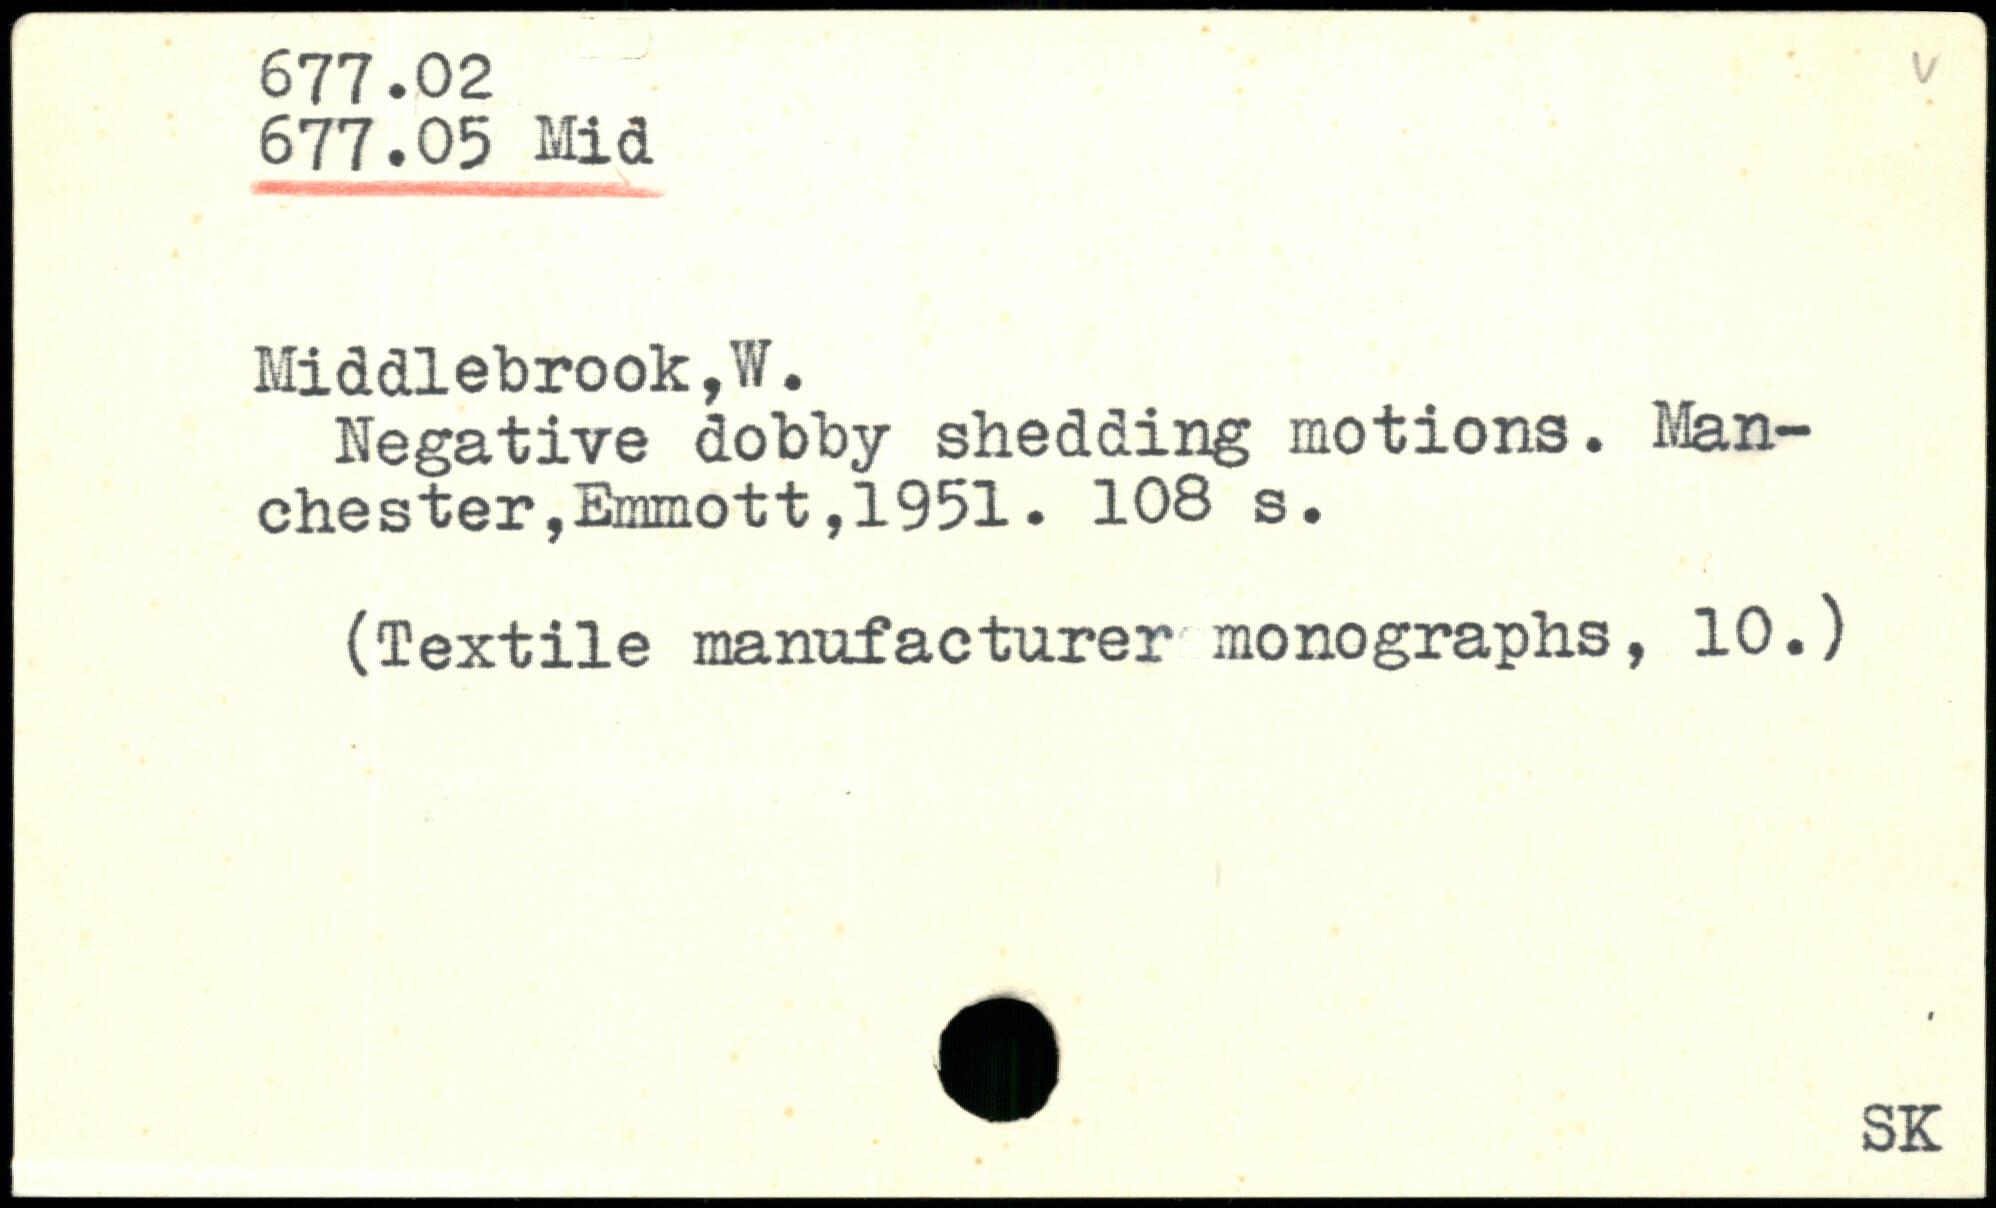 677.02
677.05 Mid
v
Middlebrook,W.
Negative dobby shedding motions. Man-
chester,Emmott,1951. 108 s.
(Textile manufacturer monographs, 10.)
SK